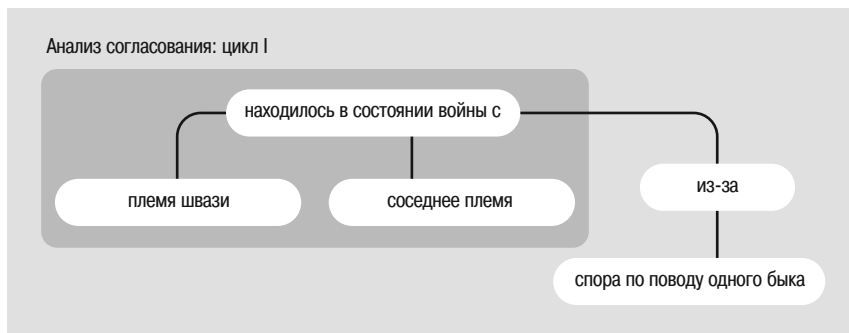 Анализ согласования: цикл I
находилось в состоянии войны с
племя швази
соседнее племя
из-за
спора по поводу одного быка